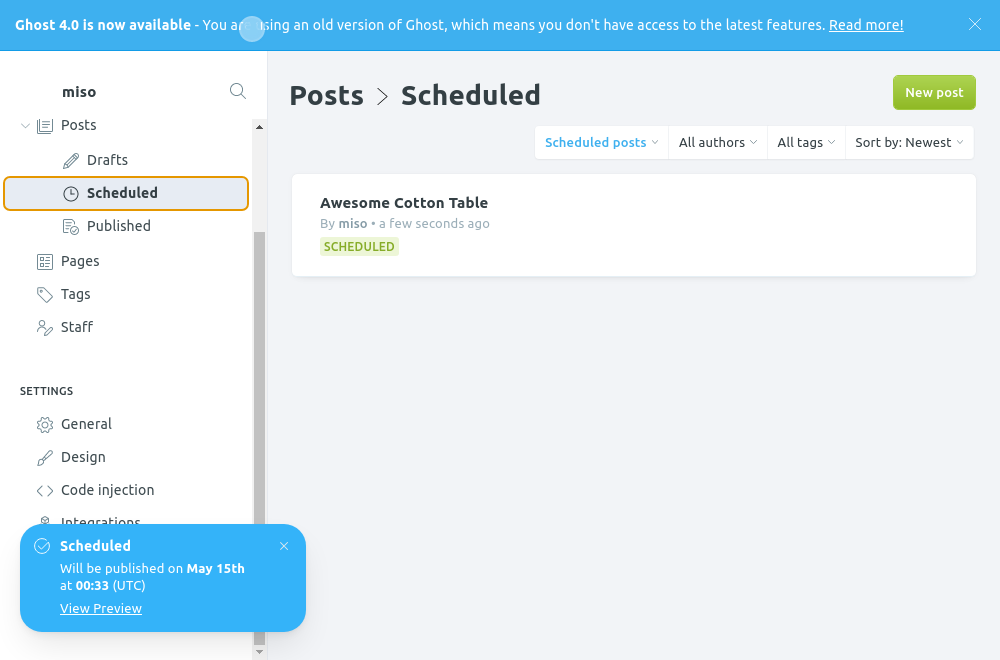 Ghost 4.0 is now available - You are using an old version of Ghost, which means you don't have access to the latest features. Read more!
miso
Posts
Drafts
Scheduled
Published
Pages
Tags
Staff
SETTINGS
General
Design
Code injection
Integrations
Posts > Scheduled
New post
Scheduled posts
All authors
All tags
Sort by: Newest
Awesome Cotton Table
By miso • a few seconds ago
SCHEDULED
Scheduled
Will be published on May 15th
at 00:33 (UTC)
View Preview